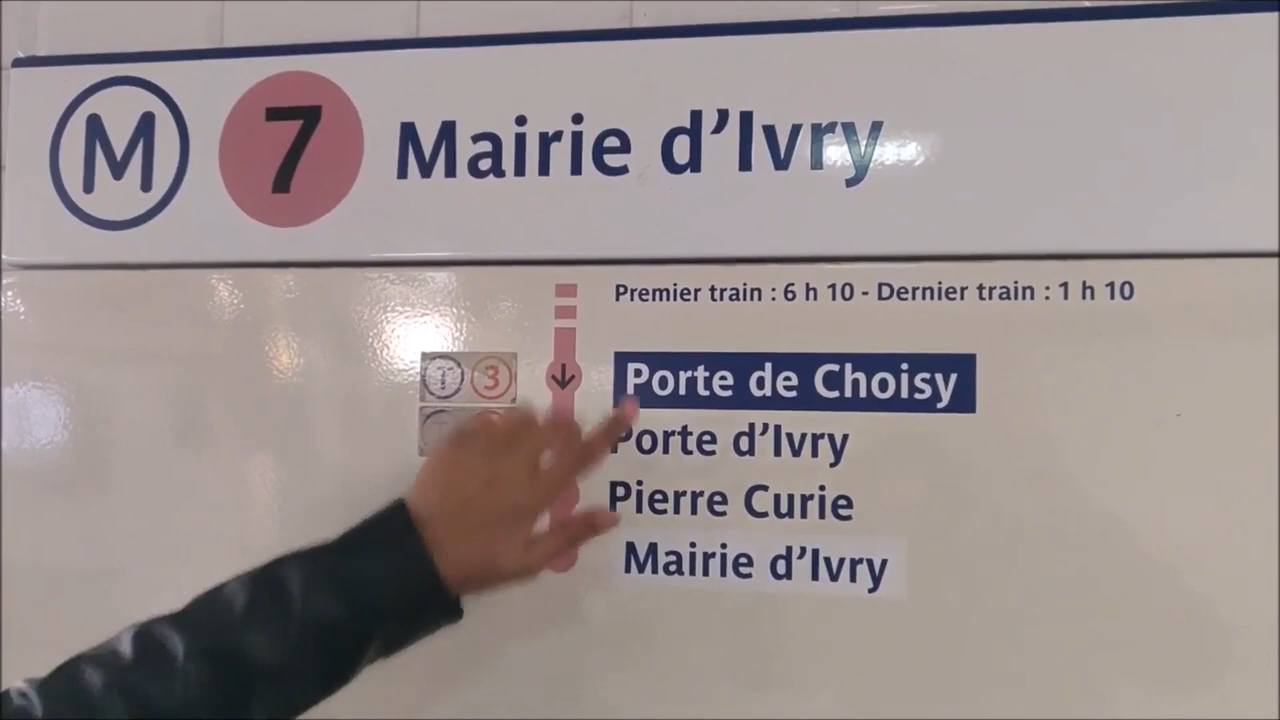 M 7 Mairie d'Ivry
Premier train : 6 h 10 - Dernier train : 1 h 10
T 3 Porte de Choisy
Porte d'Ivry
Pierre Curie
Mairie d'Ivry